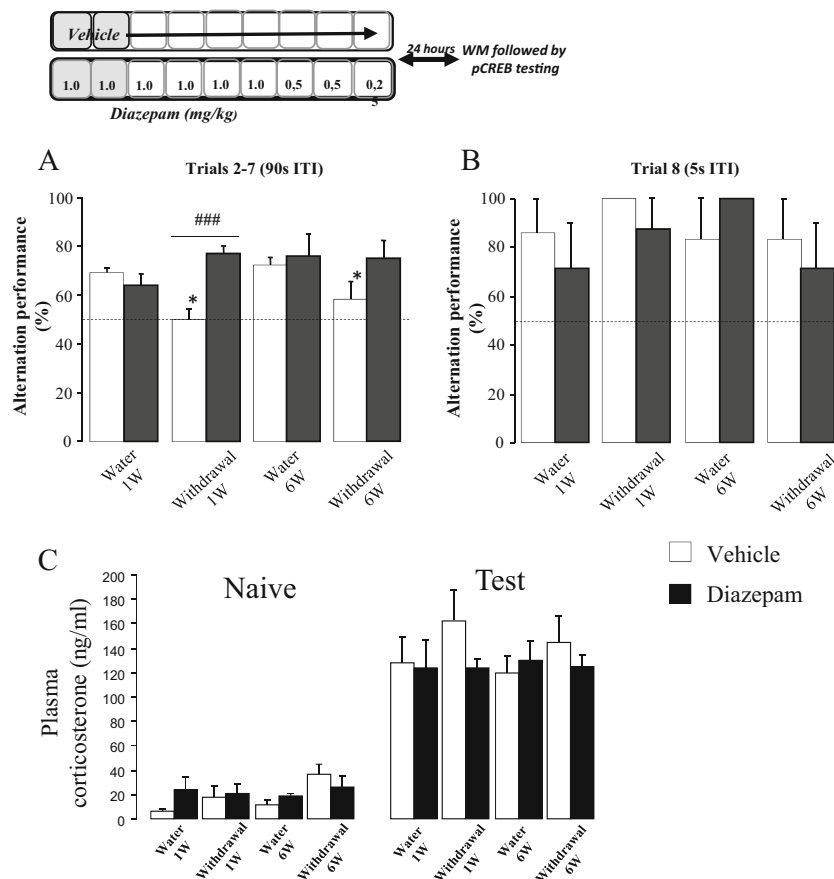 Vehicle
24 hours
WM followed by
pCREB testing
1.0 1.0 1.0 1.0 1.0 1.0 0,5 0,5 0,2
5
Diazepam (mg/kg)
A
Trials 2-7 (90s ITI)
Alternation performance
(%)
100
80
60
40
20
0
###
*
*
Water
1W
Withdrawal
1W
Water
6W
Withdrawal
6W
B
Trial 8 (5s ITI)
Alternation performance
(%)
100
80
60
40
20
0
Water
1W
Withdrawal
1W
Water
6W
Withdrawal
6W
Vehicle
Diazepam
C
Naive
Test
Plasma
corticosterone (ng/ml)
200
180
160
140
120
100
80
60
40
20
0
Water
1W
Withdrawal
1W
Water
6W
Withdrawal
6W
Water
1W
Withdrawal
1W
Water
6W
Withdrawal
6W